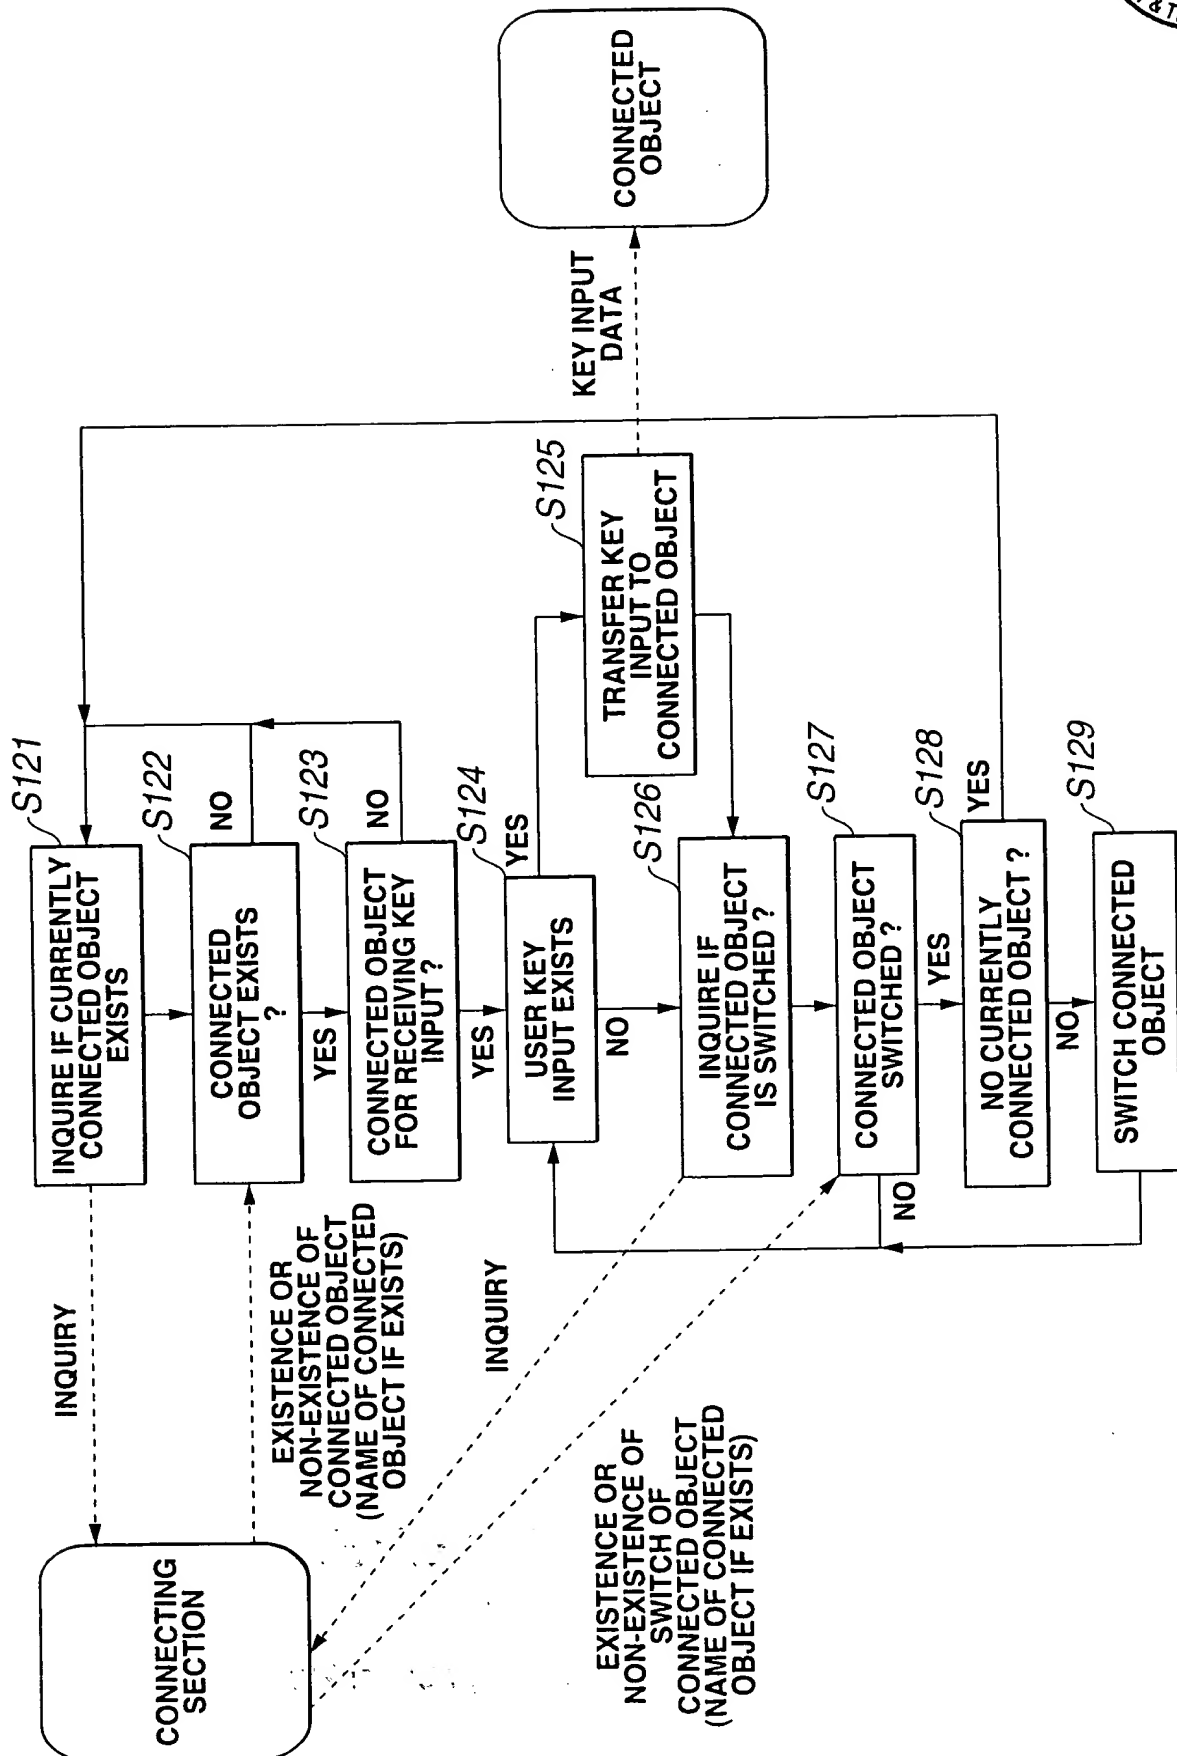 CONNECTING
SECTION
INQUIRY
EXISTENCE OR
NON-EXISTENCE OF
CONNECTED OBJECT
(NAME OF CONNECTED
OBJECT IF EXISTS)
INQUIRY
EXISTENCE OR
NON-EXISTENCE OF
SWITCH OF
CONNECTED OBJECT
(NAME OF CONNECTED
OBJECT IF EXISTS)
S121
INQUIRE IF CURRENTLY
CONNECTED OBJECT
EXISTS
S122
CONNECTED
OBJECT EXISTS
?
NO
YES
S123
CONNECTED OBJECT
FOR RECEIVING KEY
INPUT ?
NO
YES
S124
USER KEY
INPUT EXISTS
YES
NO
S125
TRANSFER KEY
INPUT TO
CONNECTED OBJECT
KEY INPUT
DATA
CONNECTED
OBJECT
S126
INQUIRE IF
CONNECTED OBJECT
IS SWITCHED ?
S127
CONNECTED OBJECT
SWITCHED ?
NO
YES
S128
NO CURRENTLY
CONNECTED OBJECT ?
YES
NO
S129
SWITCH CONNECTED
OBJECT